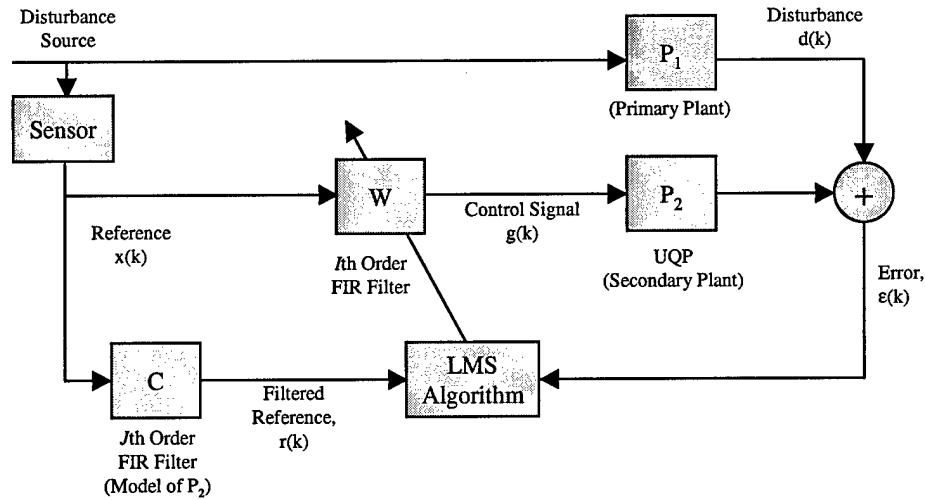 Disturbance
Source
Disturbance
d(k)
P₁
(Primary Plant)
Sensor
W
Control Signal
g(k)
P₂
+
Reference
x(k)
Ith Order
FIR Filter
UQP
(Secondary Plant)
Error,
ε(k)
C
Filtered
Reference,
r(k)
LMS
Algorithm
Jth Order
FIR Filter
(Model of P₂)